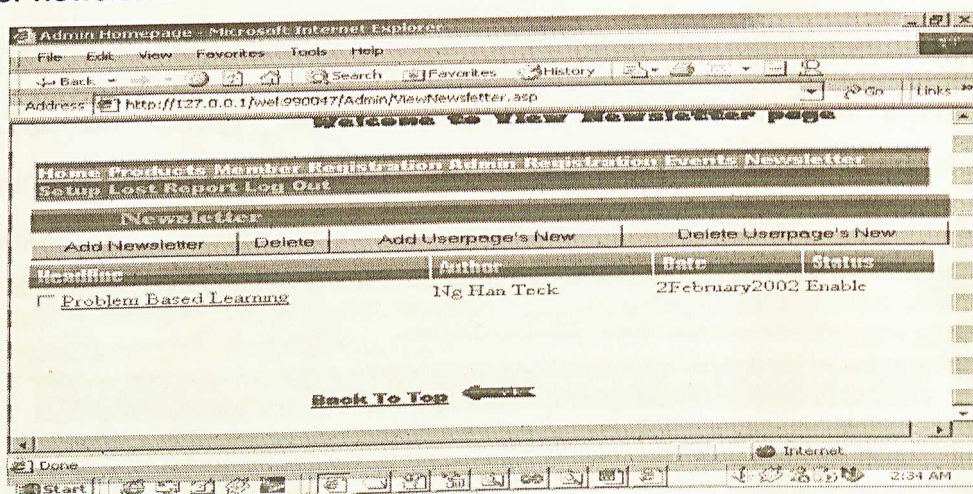 Admin Homepage - Microsoft Internet Explorer
File Edit View Favorites Tools Help
Back Search Favorites History
Address http://127.0.0.1/wek990047/Admin/ViewNewsletter.asp Go Links
Welcome To View Newsletter page
Home Products Member Registration Admin Registration Events Newsletter
Setup Lost Report Log Out
Newsletter
Add Newsletter Delete Add Userpage's New Delete Userpage's New
Headline Author Date Status
Problem Based Learning Ng Han Teck 2February2002 Enable
Back To Top
Done Internet
Start 2:34 AM